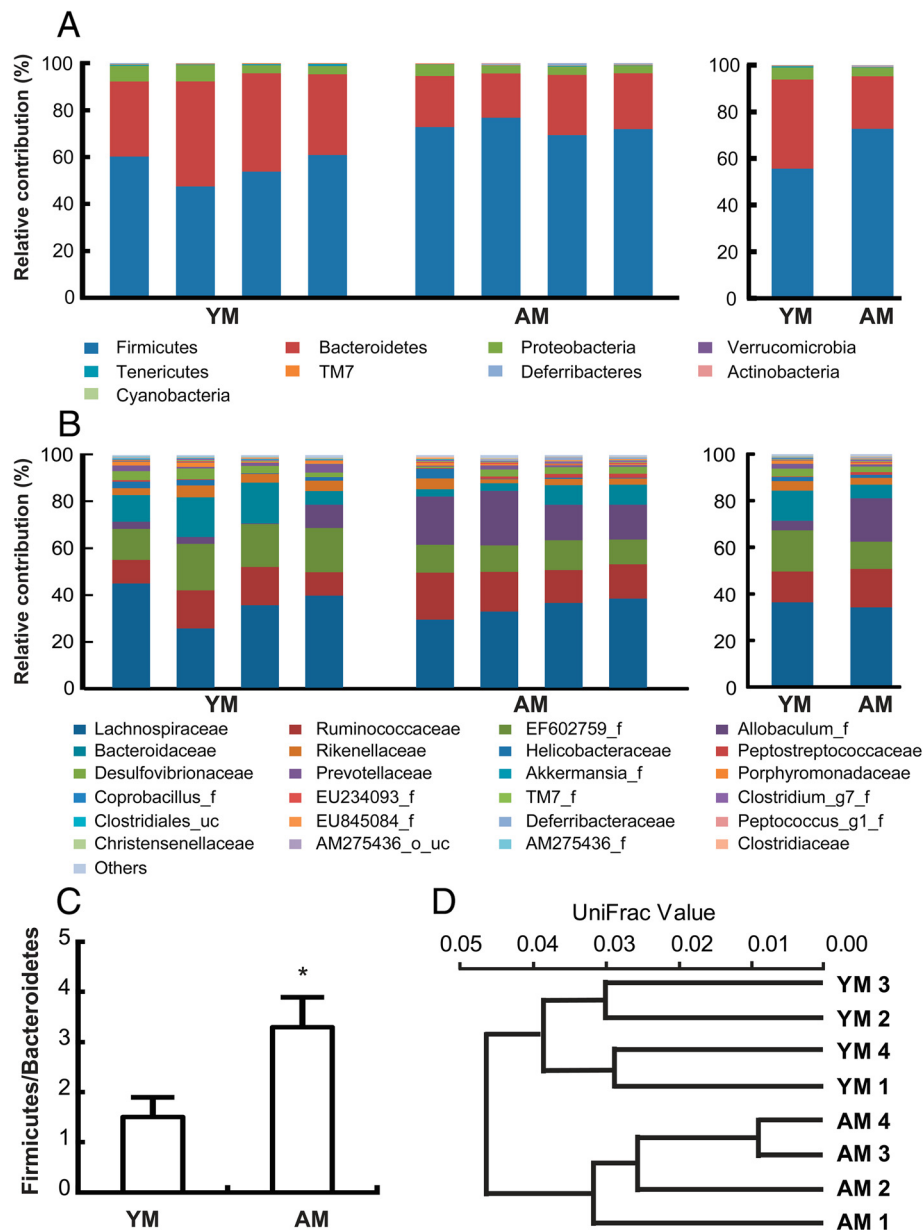 A
Relative contribution (%)
100
80
60
40
20
0
YM
AM
100
80
60
40
20
0
YM AM
Firmicutes Bacteroidetes Proteobacteria Verrucomicrobia
Tenericutes TM7 Deferribacteres Actinobacteria
Cyanobacteria
B
Relative contribution (%)
100
80
60
40
20
0
YM
AM
100
80
60
40
20
0
YM AM
Lachnospiraceae Ruminococcaceae EF602759_f Allobaculum_f
Bacteroidaceae Rikenellaceae Helicobacteraceae Peptostreptococcaceae
Desulfovibrionaceae Prevotellaceae Akkermansia_f Porphyromonadaceae
Coprobacillus_f EU234093_f TM7_f Clostridium_g7_f
Clostridiales_uc EU845084_f Deferribacteraceae Peptococcus_g1_f
Christensenellaceae AM275436_o_uc AM275436_f Clostridiaceae
Others
C
Firmicutes/Bacteroidetes
5
4
3
2
1
0
*
YM AM
D
UniFrac Value
0.05 0.04 0.03 0.02 0.01 0.00
YM 3
YM 2
YM 4
YM 1
AM 4
AM 3
AM 2
AM 1